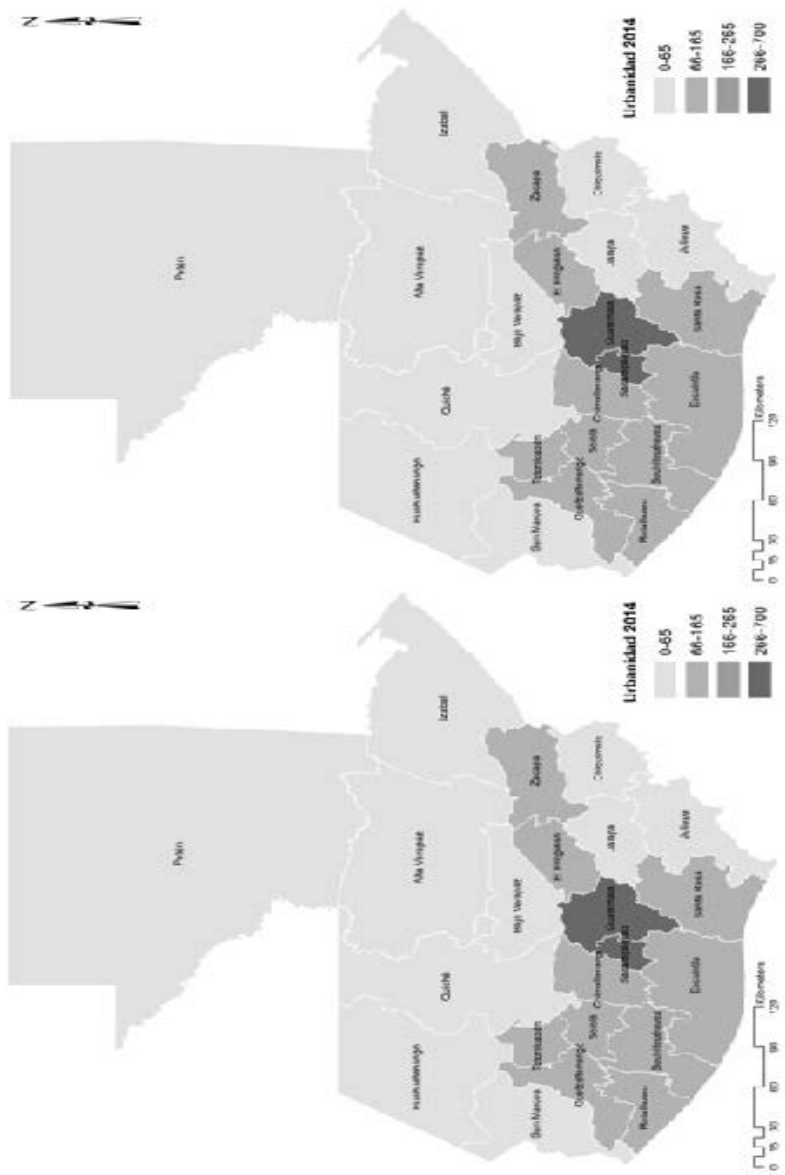 N
Petén
Huehuetenango
Quiché
Alta Verapaz
Izabal
Baja Verapaz
San Marcos
Totonicapán
Quetzaltenango
Sololá
Chimaltenango
Sacatepéquez
Guatemala
El Progreso
Zacapa
Chiquimula
Jalapa
Jutiapa
Santa Rosa
Escuintla
Suchitepéquez
Retalhuleu
Urbanidad 2014
0-65
66-165
166-265
266-700
0 15 30 60 90 120
Kilometers
N
Petén
Huehuetenango
Quiché
Alta Verapaz
Izabal
Baja Verapaz
San Marcos
Totonicapán
Quetzaltenango
Sololá
Chimaltenango
Sacatepéquez
Guatemala
El Progreso
Zacapa
Chiquimula
Jalapa
Jutiapa
Santa Rosa
Escuintla
Suchitepéquez
Retalhuleu
Urbanidad 2014
0-65
66-165
166-265
266-700
0 15 30 60 90 120
Kilometers